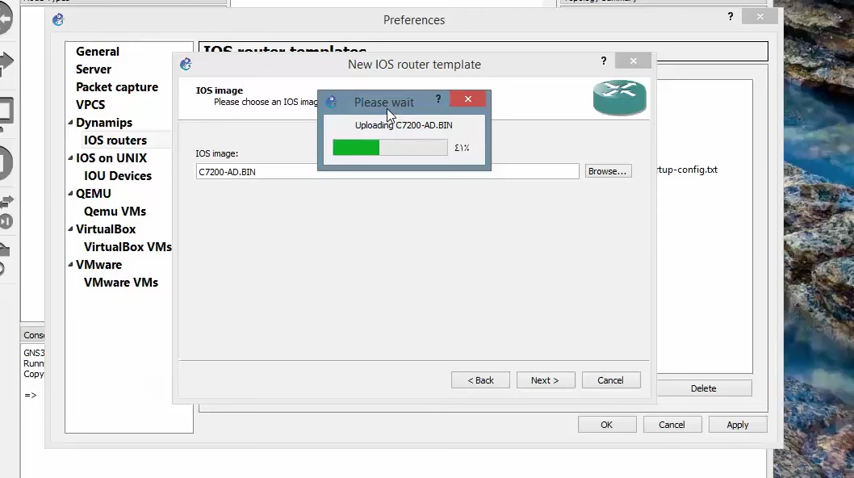 Preferences
?
General
Server
Packet capture
VPCS
Dynamips
IOS routers
IOS on UNIX
IOU Devices
QEMU
Qemu VMs
VirtualBox
VirtualBox VMs
VMware
VMware VMs
IOS router templates
New IOS router template
?
IOS image
Please choose an IOS imag
Please wait
?
Uploading C7200-AD.BIN
٤١%
IOS image:
C7200-AD.BIN
Browse...
rtup-config.txt
< Back
Next >
Cancel
Delete
OK
Cancel
Apply
Conso
GNS3
Runn
Copy
=>